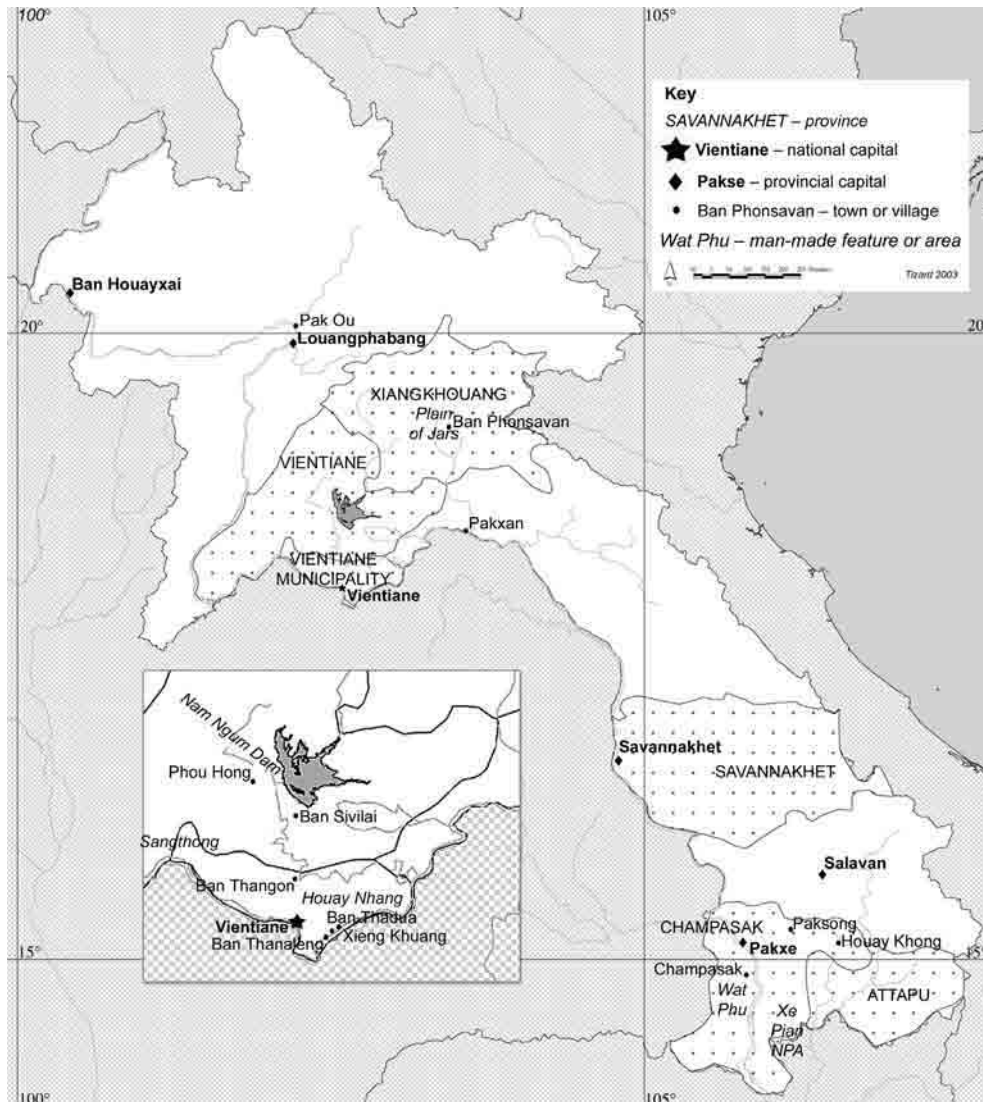 100°
105°
Key
SAVANNAKHET – province
Vientiane – national capital
Pakse – provincial capital
Ban Phonsavan – town or village
Wat Phu – man-made feature or area
Tizard 2003
Ban Houayxai
Pak Ou
20°
20
Louangphabang
XIANGKHOUANG
Plain
of Jars
Ban Phonsavan
VIENTIANE
Pakxan
VIENTIANE
MUNICIPALITY
Vientiane
Nam Ngum Dam
Phou Hong
Ban Sivilai
Sangthong
Ban Thangon
Houay Nhang
Ban Thadua
Vientiane
Xieng Khuang
Ban Thanaleng
Savannakhet
SAVANNAKHET
Salavan
CHAMPASAK
Paksong
Pakxe
Houay Khong
15°
15°
Champasak
Wat
Phu
ATTAPU
Xe
Pian
NPA
100°
105°